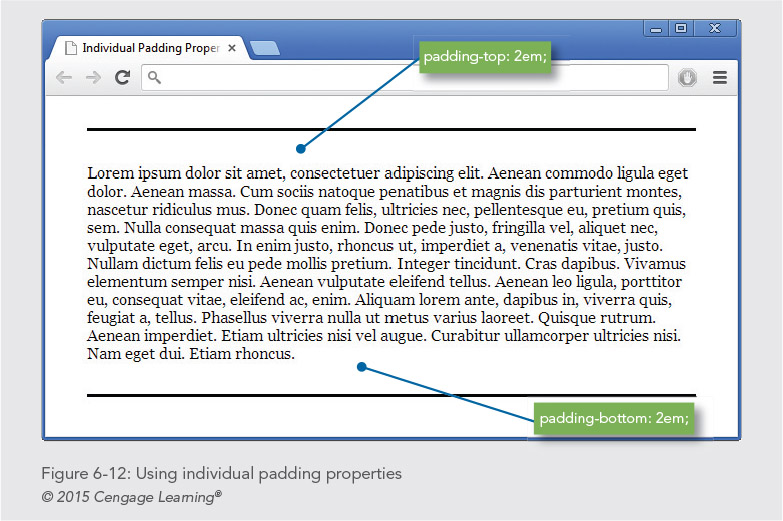 Individual Padding Proper
padding-top: 2em;
Lorem ipsum dolor sit amet, consectetuer adipiscing elit. Aenean commodo ligula eget
dolor. Aenean massa. Cum sociis natoque penatibus et magnis dis parturient montes,
nascetur ridiculus mus. Donec quam felis, ultricies nec, pellentesque eu, pretium quis,
sem. Nulla consequat massa quis enim. Donec pede justo, fringilla vel, aliquet nec,
vulputate eget, arcu. In enim justo, rhoncus ut, imperdiet a, venenatis vitae, justo.
Nullam dictum felis eu pede mollis pretium. Integer tincidunt. Cras dapibus. Vivamus
elementum semper nisi. Aenean vulputate eleifend tellus. Aenean leo ligula, porttitor
eu, consequat vitae, eleifend ac, enim. Aliquam lorem ante, dapibus in, viverra quis,
feugiat a, tellus. Phasellus viverra nulla ut metus varius laoreet. Quisque rutrum.
Aenean imperdiet. Etiam ultricies nisi vel augue. Curabitur ullamcorper ultricies nisi.
Nam eget dui. Etiam rhoncus.
padding-bottom: 2em;
Figure 6-12: Using individual padding properties
© 2015 Cengage Learning®